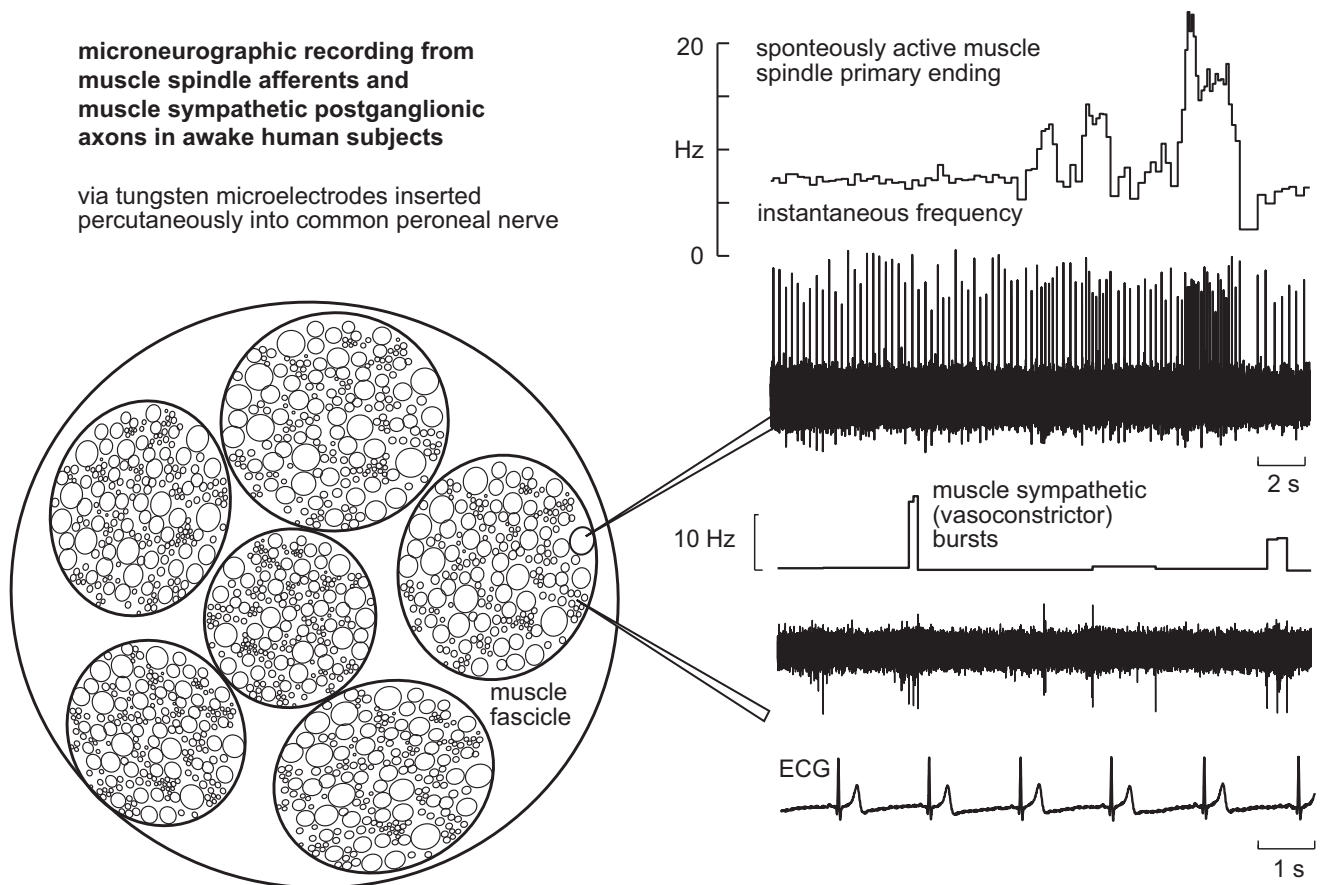 microneurographic recording from
muscle spindle afferents and
muscle sympathetic postganglionic
axons in awake human subjects
via tungsten microelectrodes inserted
percutaneously into common peroneal nerve
20
Hz
0
sponteously active muscle
spindle primary ending
instantaneous frequency
2 s
10 Hz
muscle sympathetic
(vasoconstrictor)
bursts
muscle
fascicle
ECG
1 s